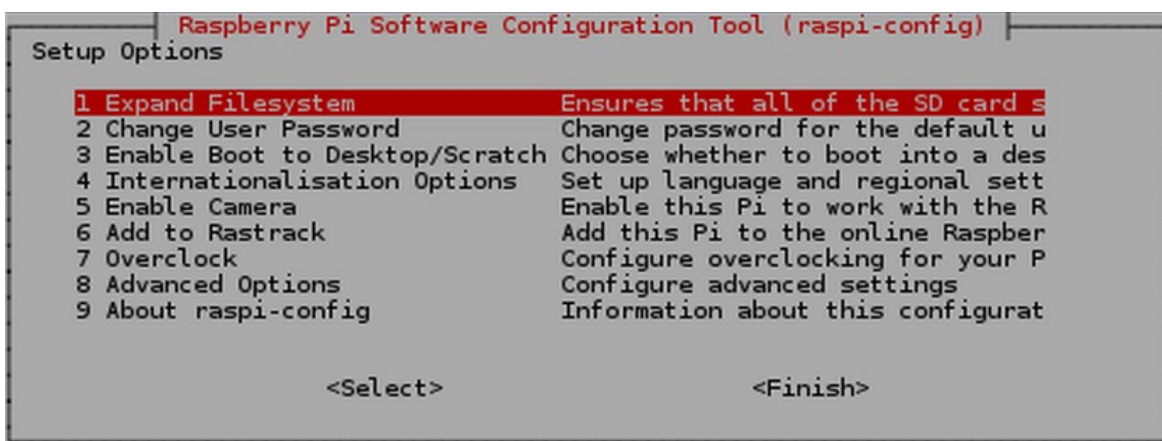 Raspberry Pi Software Configuration Tool (raspi-config)
Setup Options
1 Expand Filesystem Ensures that all of the SD card s
2 Change User Password Change password for the default u
3 Enable Boot to Desktop/Scratch Choose whether to boot into a des
4 Internationalisation Options Set up language and regional sett
5 Enable Camera Enable this Pi to work with the R
6 Add to Rastrack Add this Pi to the online Raspber
7 Overclock Configure overclocking for your P
8 Advanced Options Configure advanced settings
9 About raspi-config Information about this configurat
<Select> <Finish>